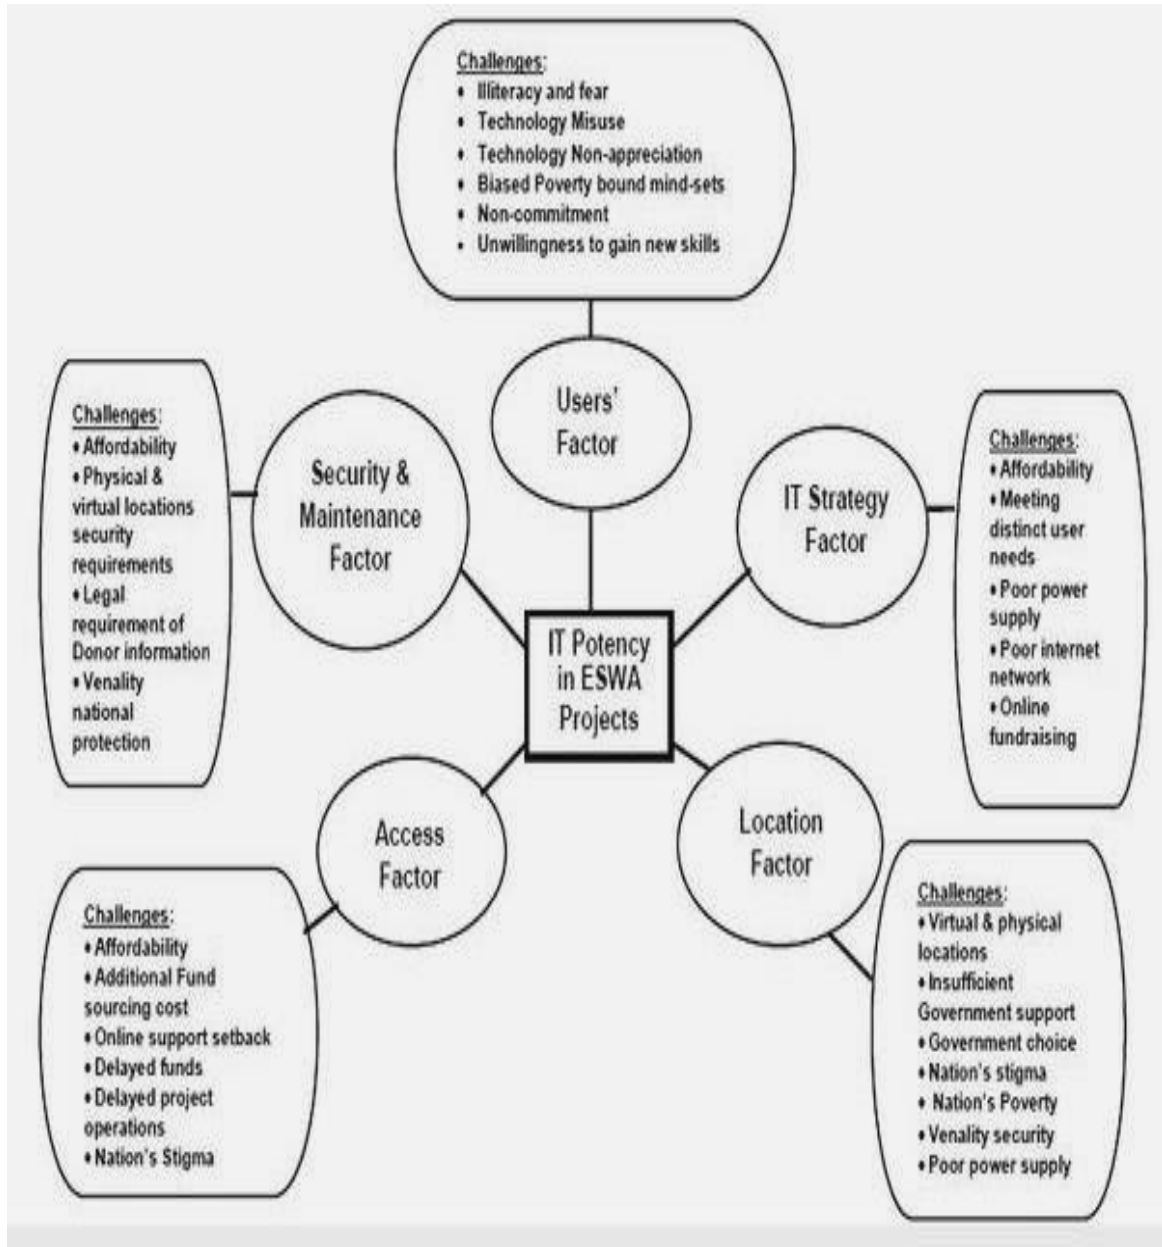 Challenges:
• Illiteracy and fear
• Technology Misuse
• Technology Non-appreciation
• Biased Poverty bound mind-sets
• Non-commitment
• Unwillingness to gain new skills
Users'
Factor
Challenges:
• Affordability
• Physical &
virtual locations
security
requirements
• Legal
requirement of
Donor information
• Venality
national
protection
Security &
Maintenance
Factor
IT Strategy
Factor
Challenges:
• Affordability
• Meeting
distinct user
needs
• Poor power
supply
• Poor internet
network
• Online
fundraising
IT Potency
in ESWA
Projects
Access
Factor
Location
Factor
Challenges:
• Affordability
• Additional Fund
sourcing cost
• Online support setback
• Delayed funds
• Delayed project
operations
• Nation's Stigma
Challenges:
• Virtual & physical
locations
• Insufficient
Government support
• Government choice
• Nation's stigma
• Nation's Poverty
• Venality security
• Poor power supply